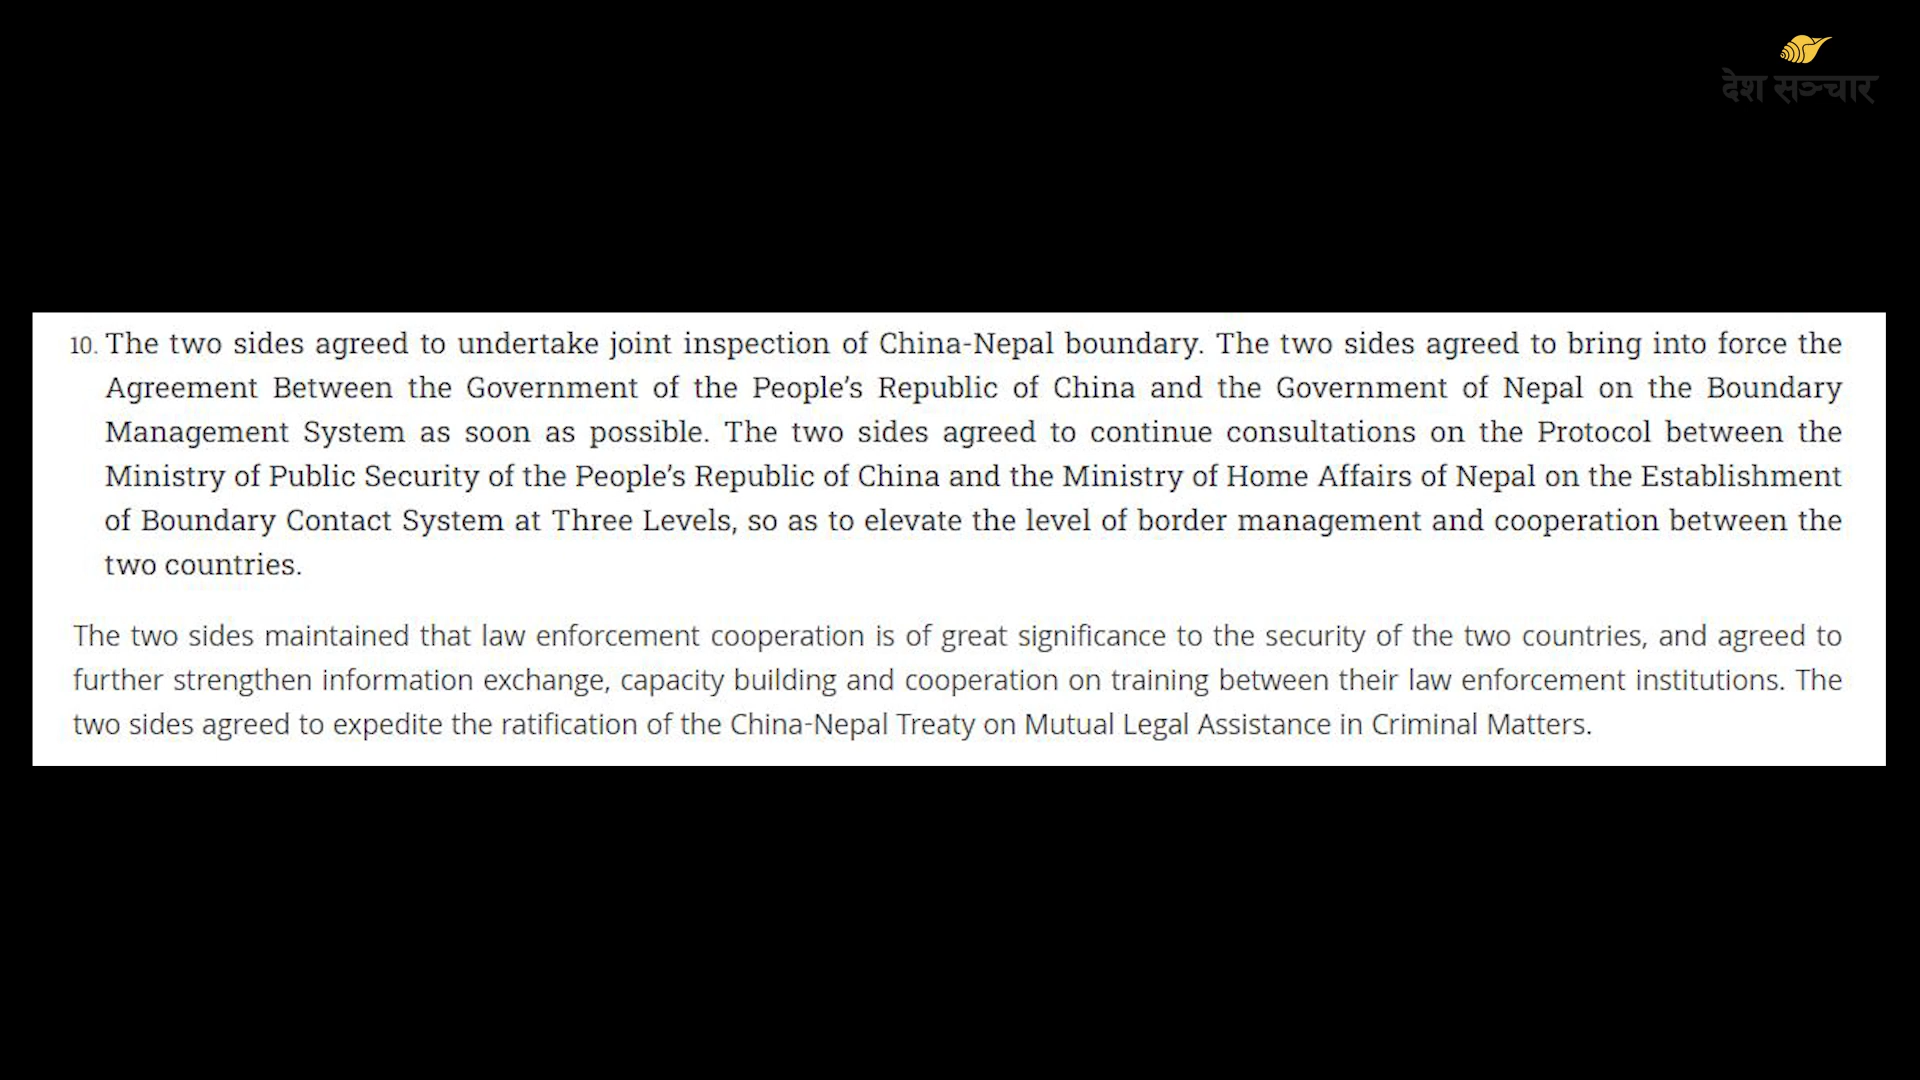 देश सञ्चार
10. The two sides agreed to undertake joint inspection of China-Nepal boundary. The two sides agreed to bring into force the
Agreement Between the Government of the People’s Republic of China and the Government of Nepal on the Boundary
Management System as soon as possible. The two sides agreed to continue consultations on the Protocol between the
Ministry of Public Security of the People’s Republic of China and the Ministry of Home Affairs of Nepal on the Establishment
of Boundary Contact System at Three Levels, so as to elevate the level of border management and cooperation between the
two countries.
The two sides maintained that law enforcement cooperation is of great significance to the security of the two countries, and agreed to
further strengthen information exchange, capacity building and cooperation on training between their law enforcement institutions. The
two sides agreed to expedite the ratification of the China-Nepal Treaty on Mutual Legal Assistance in Criminal Matters.